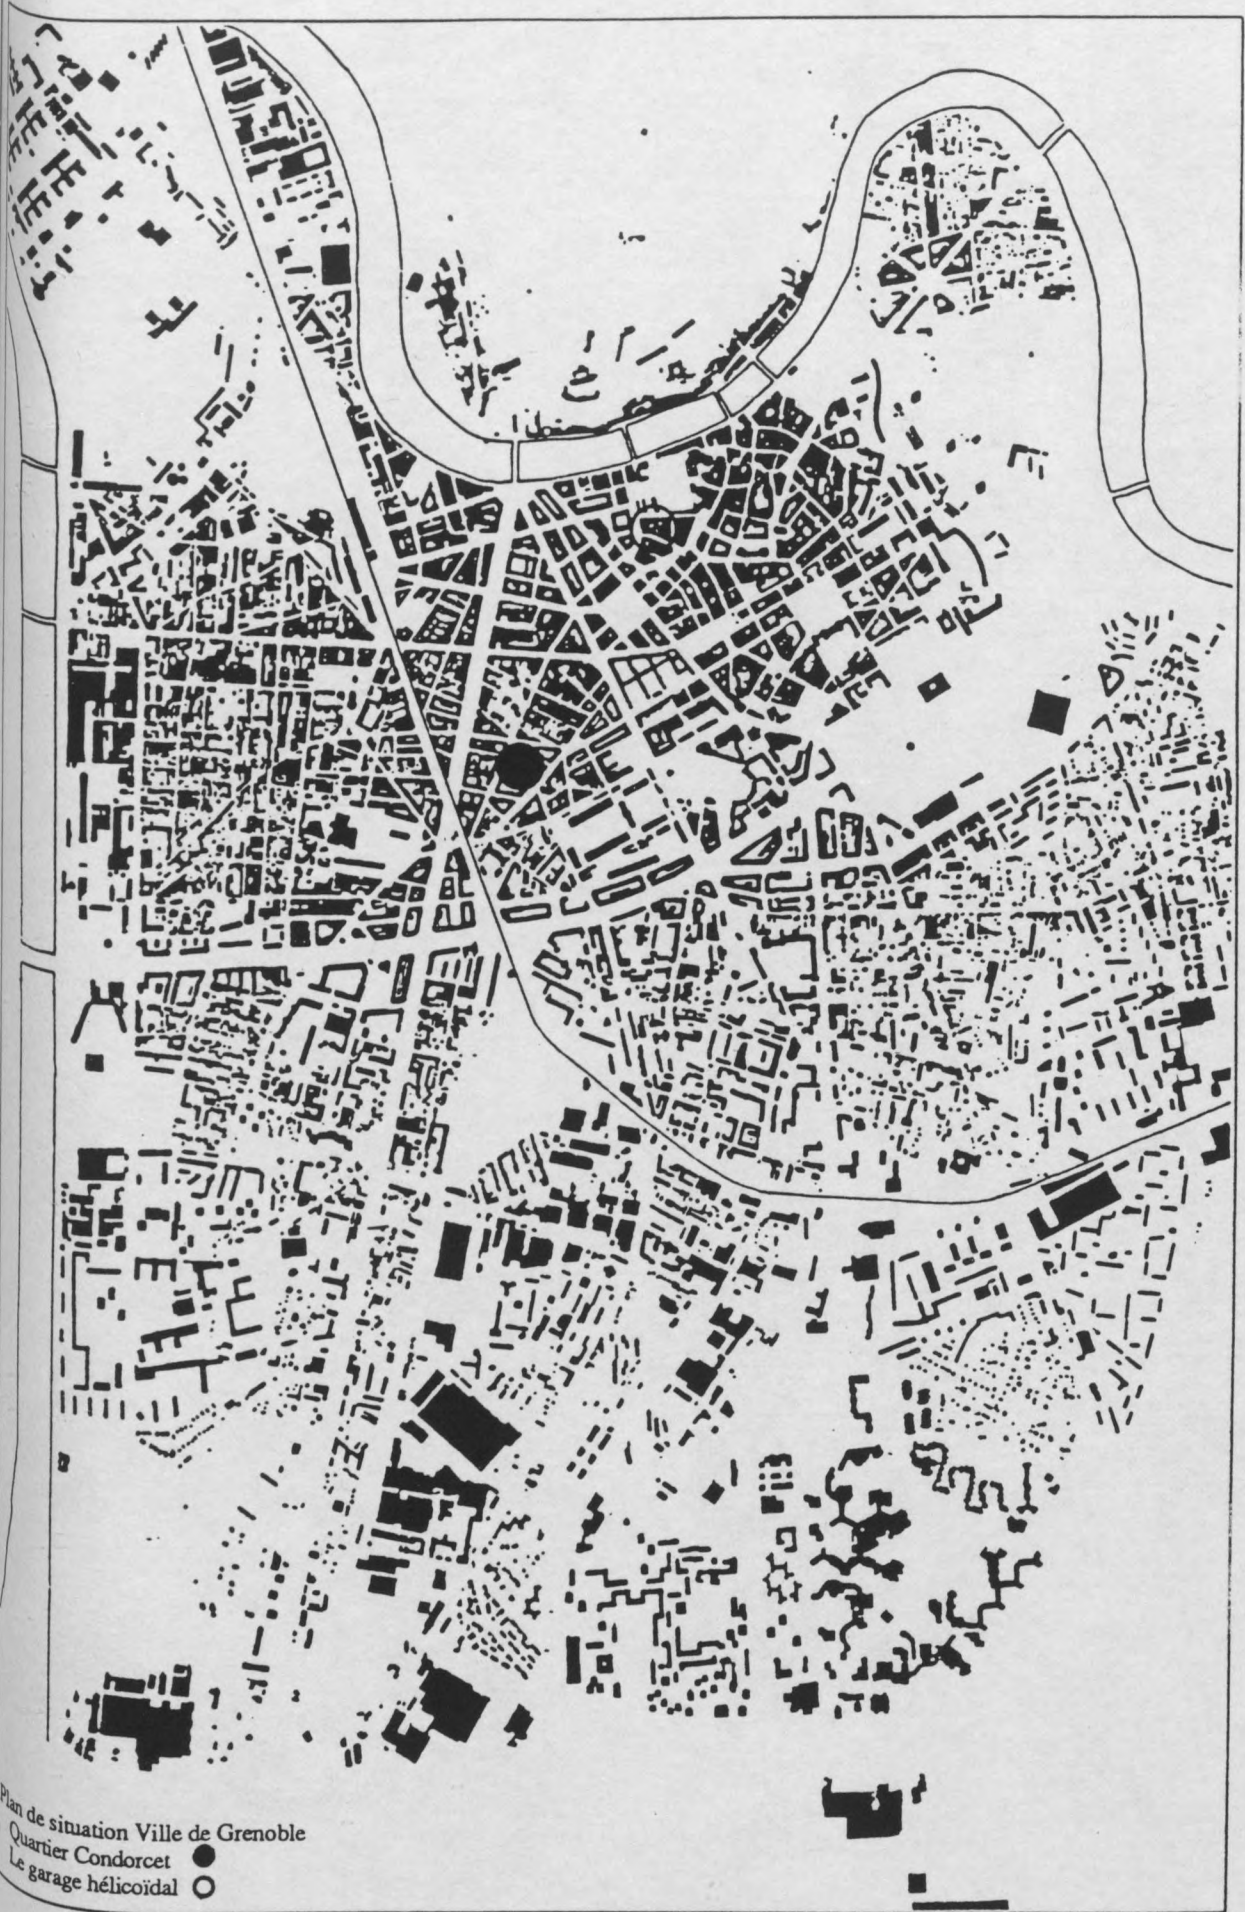 Plan de situation Ville de Grenoble
Quartier Condorcet
Le garage hélicoïdal